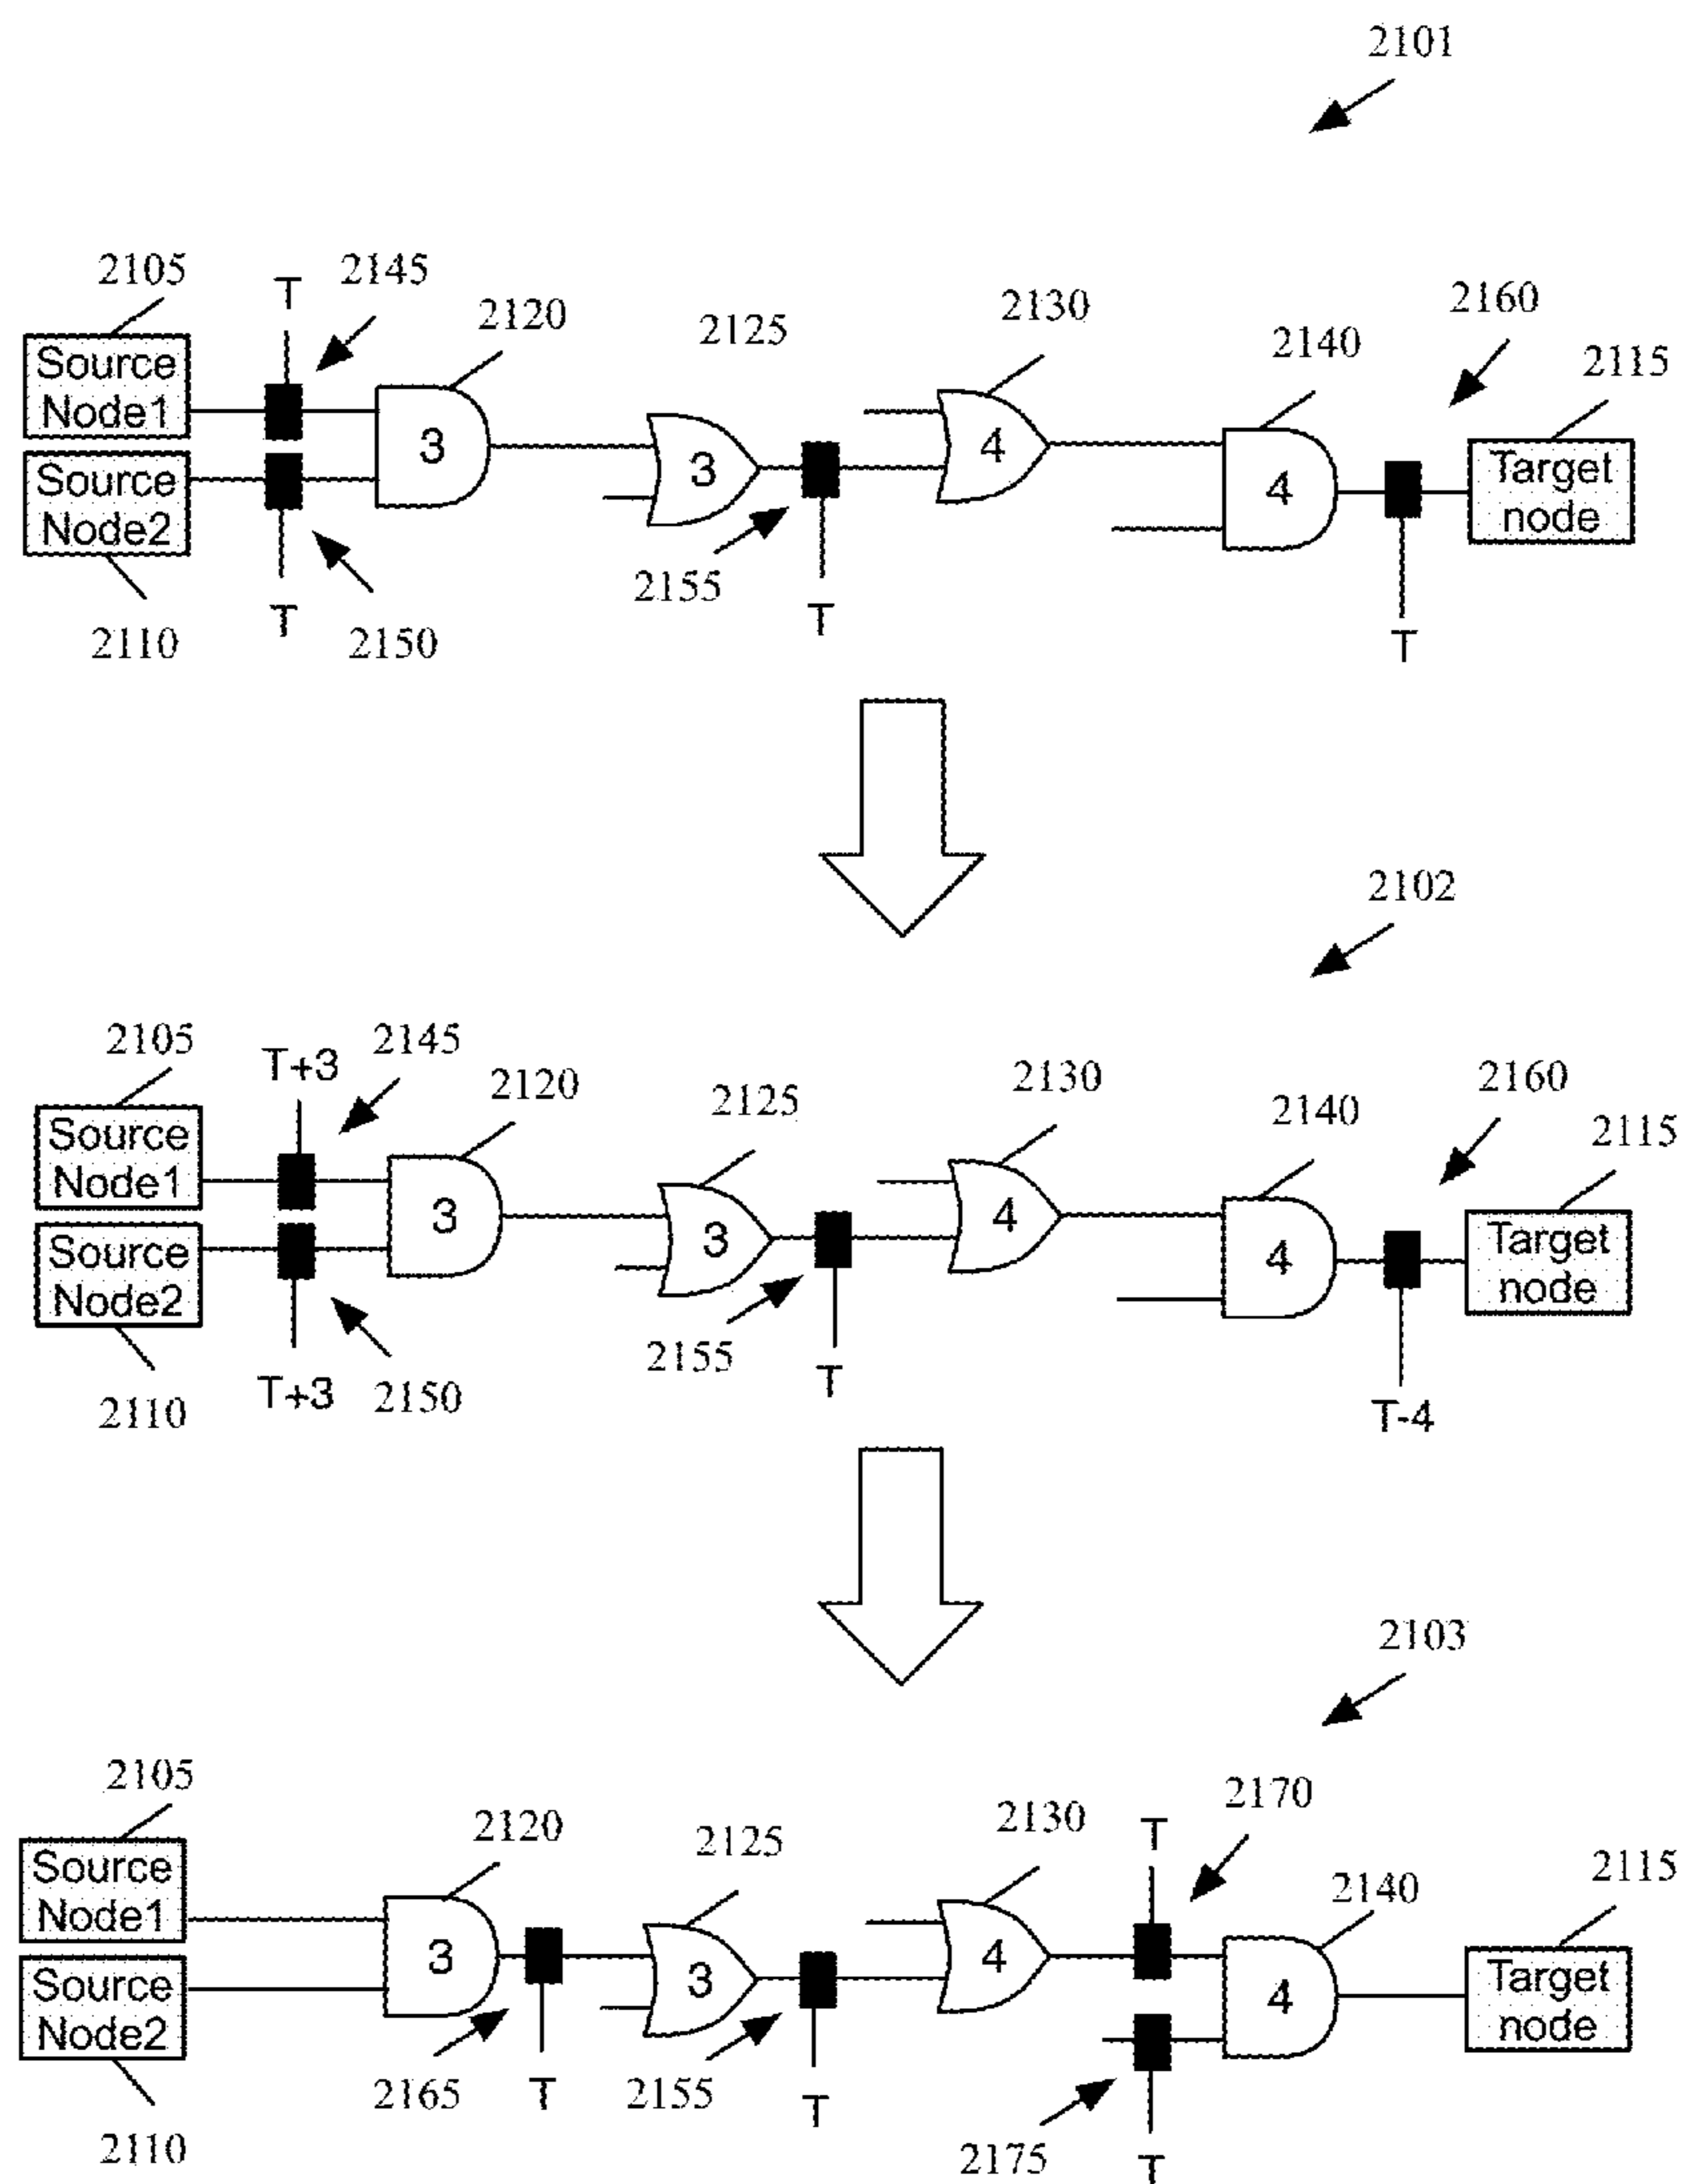 2101
2105
T
2145
2120
2125
2130
2140
2160
2115
Source
Node1
3
3
4
4
Target
node
Source
Node2
2110
T
2150
2155
T
T
2102
2105
T+3
2145
2120
2125
2130
2140
2160
2115
Source
Node1
3
3
4
4
Target
node
Source
Node2
2110
T+3
2150
2155
T
T-4
2103
2105
2120
2125
2130
T
2170
2140
2115
Source
Node1
3
3
4
4
Target
node
Source
Node2
2110
2165
T
2155
T
2175
T